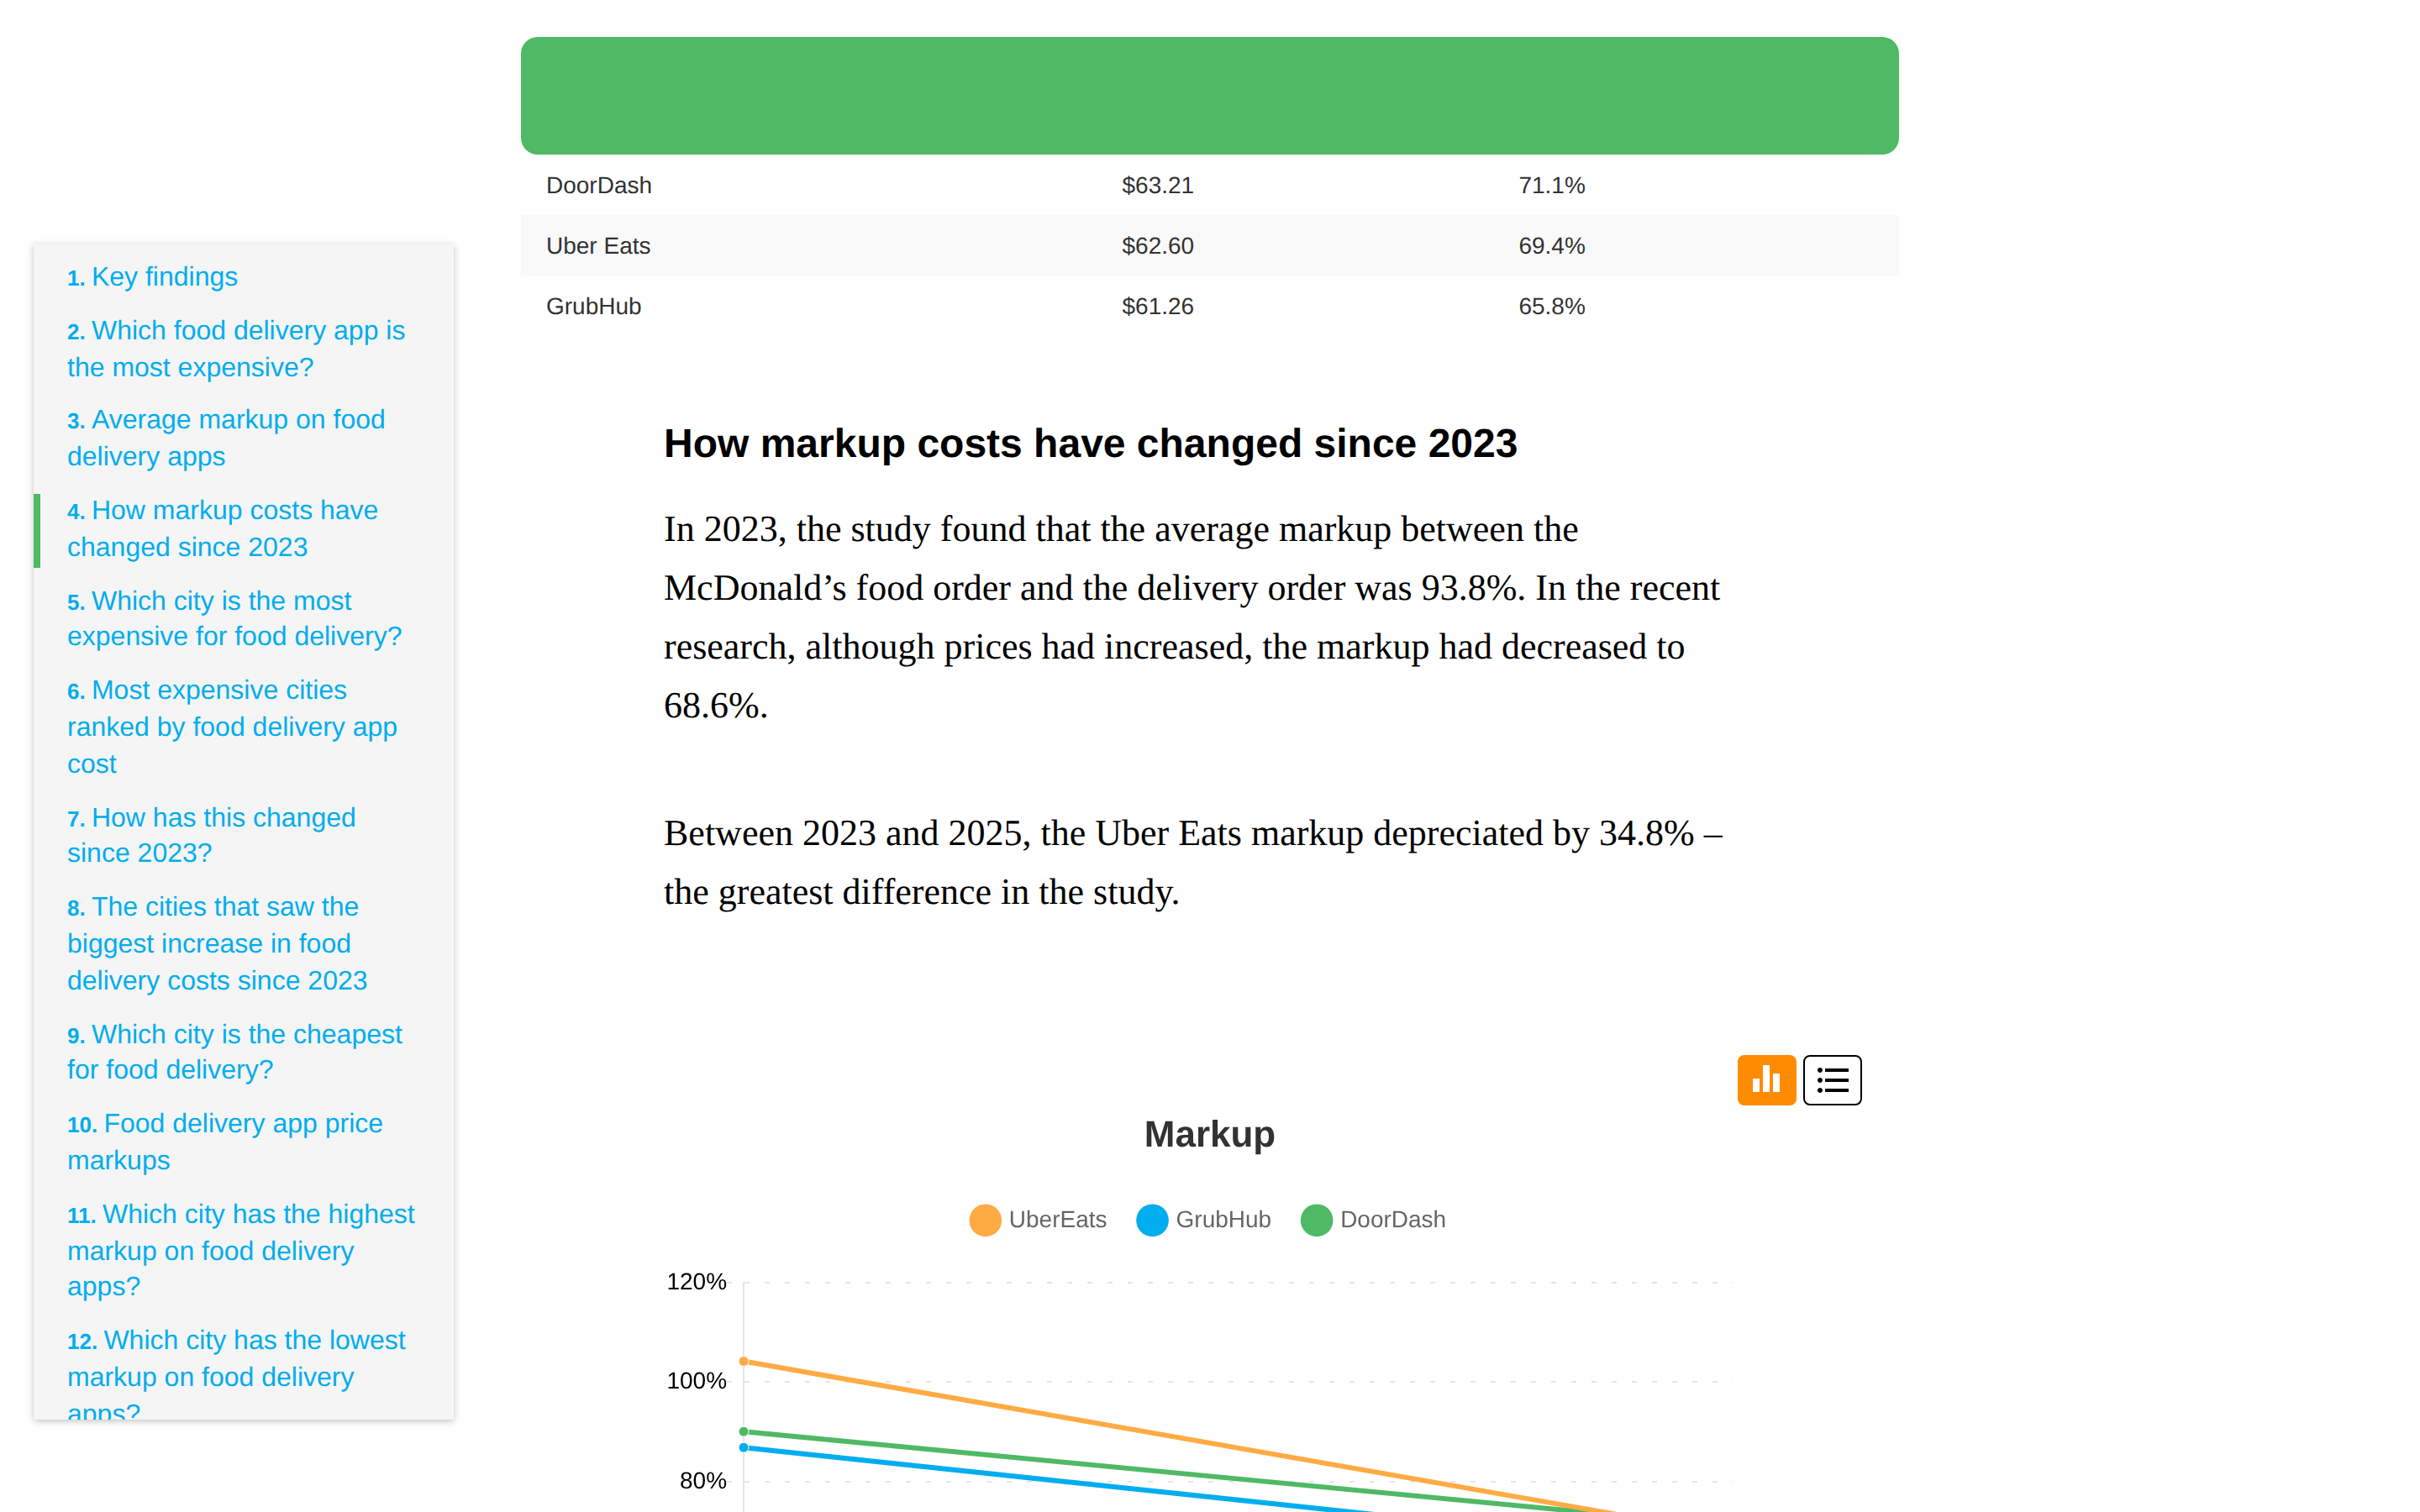 DoorDash $63.21 71.1%
Uber Eats $62.60 69.4%
GrubHub $61.26 65.8%
1. Key findings
2. Which food delivery app is
the most expensive?
3. Average markup on food
delivery apps
4. How markup costs have
changed since 2023
5. Which city is the most
expensive for food delivery?
6. Most expensive cities
ranked by food delivery app
cost
7. How has this changed
since 2023?
8. The cities that saw the
biggest increase in food
delivery costs since 2023
9. Which city is the cheapest
for food delivery?
10. Food delivery app price
markups
11. Which city has the highest
markup on food delivery
apps?
12. Which city has the lowest
markup on food delivery
apps?
How markup costs have changed since 2023
In 2023, the study found that the average markup between the
McDonald’s food order and the delivery order was 93.8%. In the recent
research, although prices had increased, the markup had decreased to
68.6%.
Between 2023 and 2025, the Uber Eats markup depreciated by 34.8% –
the greatest difference in the study.
Markup
UberEats GrubHub DoorDash
120%
100%
80%